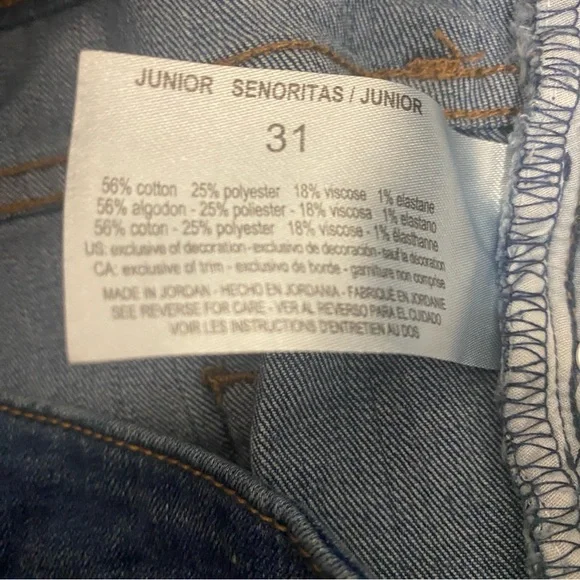 JUNIOR SENORITAS / JUNIOR
31
56% cotton 25% polyester 18% viscose 1% elastane
56% algodon - 25% poliester - 18% viscosa 1% elastano
56% coton - 25% polyester 18% viscose - 1% élasthanne
US: exclusive of decoration - exclusivo de decoración - sauf la décoration
CA: exclusive of trim - exclusivo de borde - garniture non comprise
MADE IN JORDAN - HECHO EN JORDANIA - FABRIQUÉ EN JORDANIE
SEE REVERSE FOR CARE - VER AL REVERSO PARA EL CUIDADO
VOIR LES INSTRUCTIONS D'ENTRETIEN AU DOS